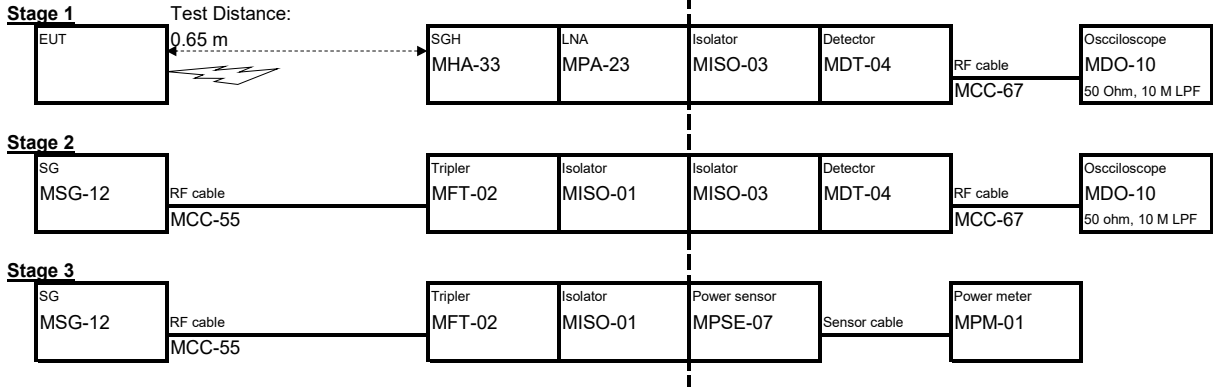 Stage 1
Test Distance:
0.65 m
EUT
SGH
MHA-33
LNA
MPA-23
Isolator
MISO-03
Detector
MDT-04
RF cable
MCC-67
Oscciloscope
MDO-10
50 Ohm, 10 M LPF
Stage 2
SG
MSG-12
RF cable
MCC-55
Tripler
MFT-02
Isolator
MISO-01
Isolator
MISO-03
Detector
MDT-04
RF cable
MCC-67
Oscciloscope
MDO-10
50 ohm, 10 M LPF
Stage 3
SG
MSG-12
RF cable
MCC-55
Tripler
MFT-02
Isolator
MISO-01
Power sensor
MPSE-07
Sensor cable
Power meter
MPM-01